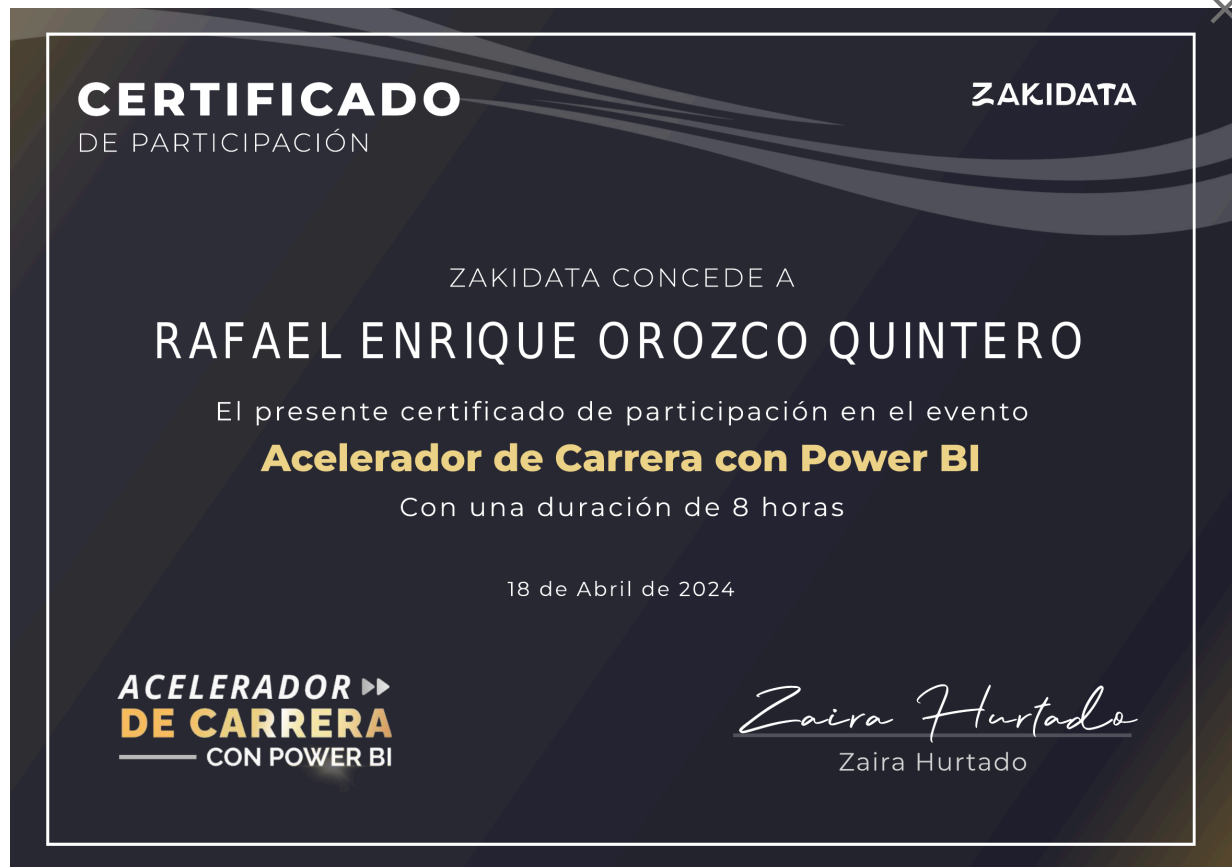 CERTIFICADO
DE PARTICIPACIÓN
ZAKIDATA
ZAKIDATA CONCEDE A
RAFAEL ENRIQUE OROZCO QUINTERO
El presente certificado de participación en el evento
Acelerador de Carrera con Power BI
Con una duración de 8 horas
18 de Abril de 2024
ACELERADOR
DE CARRERA
CON POWER BI
Zaira Hurtado
Zaira Hurtado